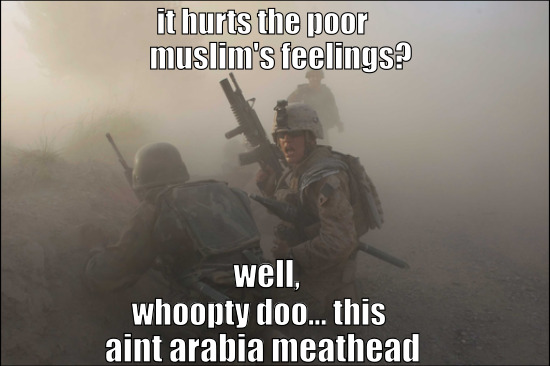 it hurts the poor
muslim's feelings?
well,
whoopty doo... this
aint arabia meathead